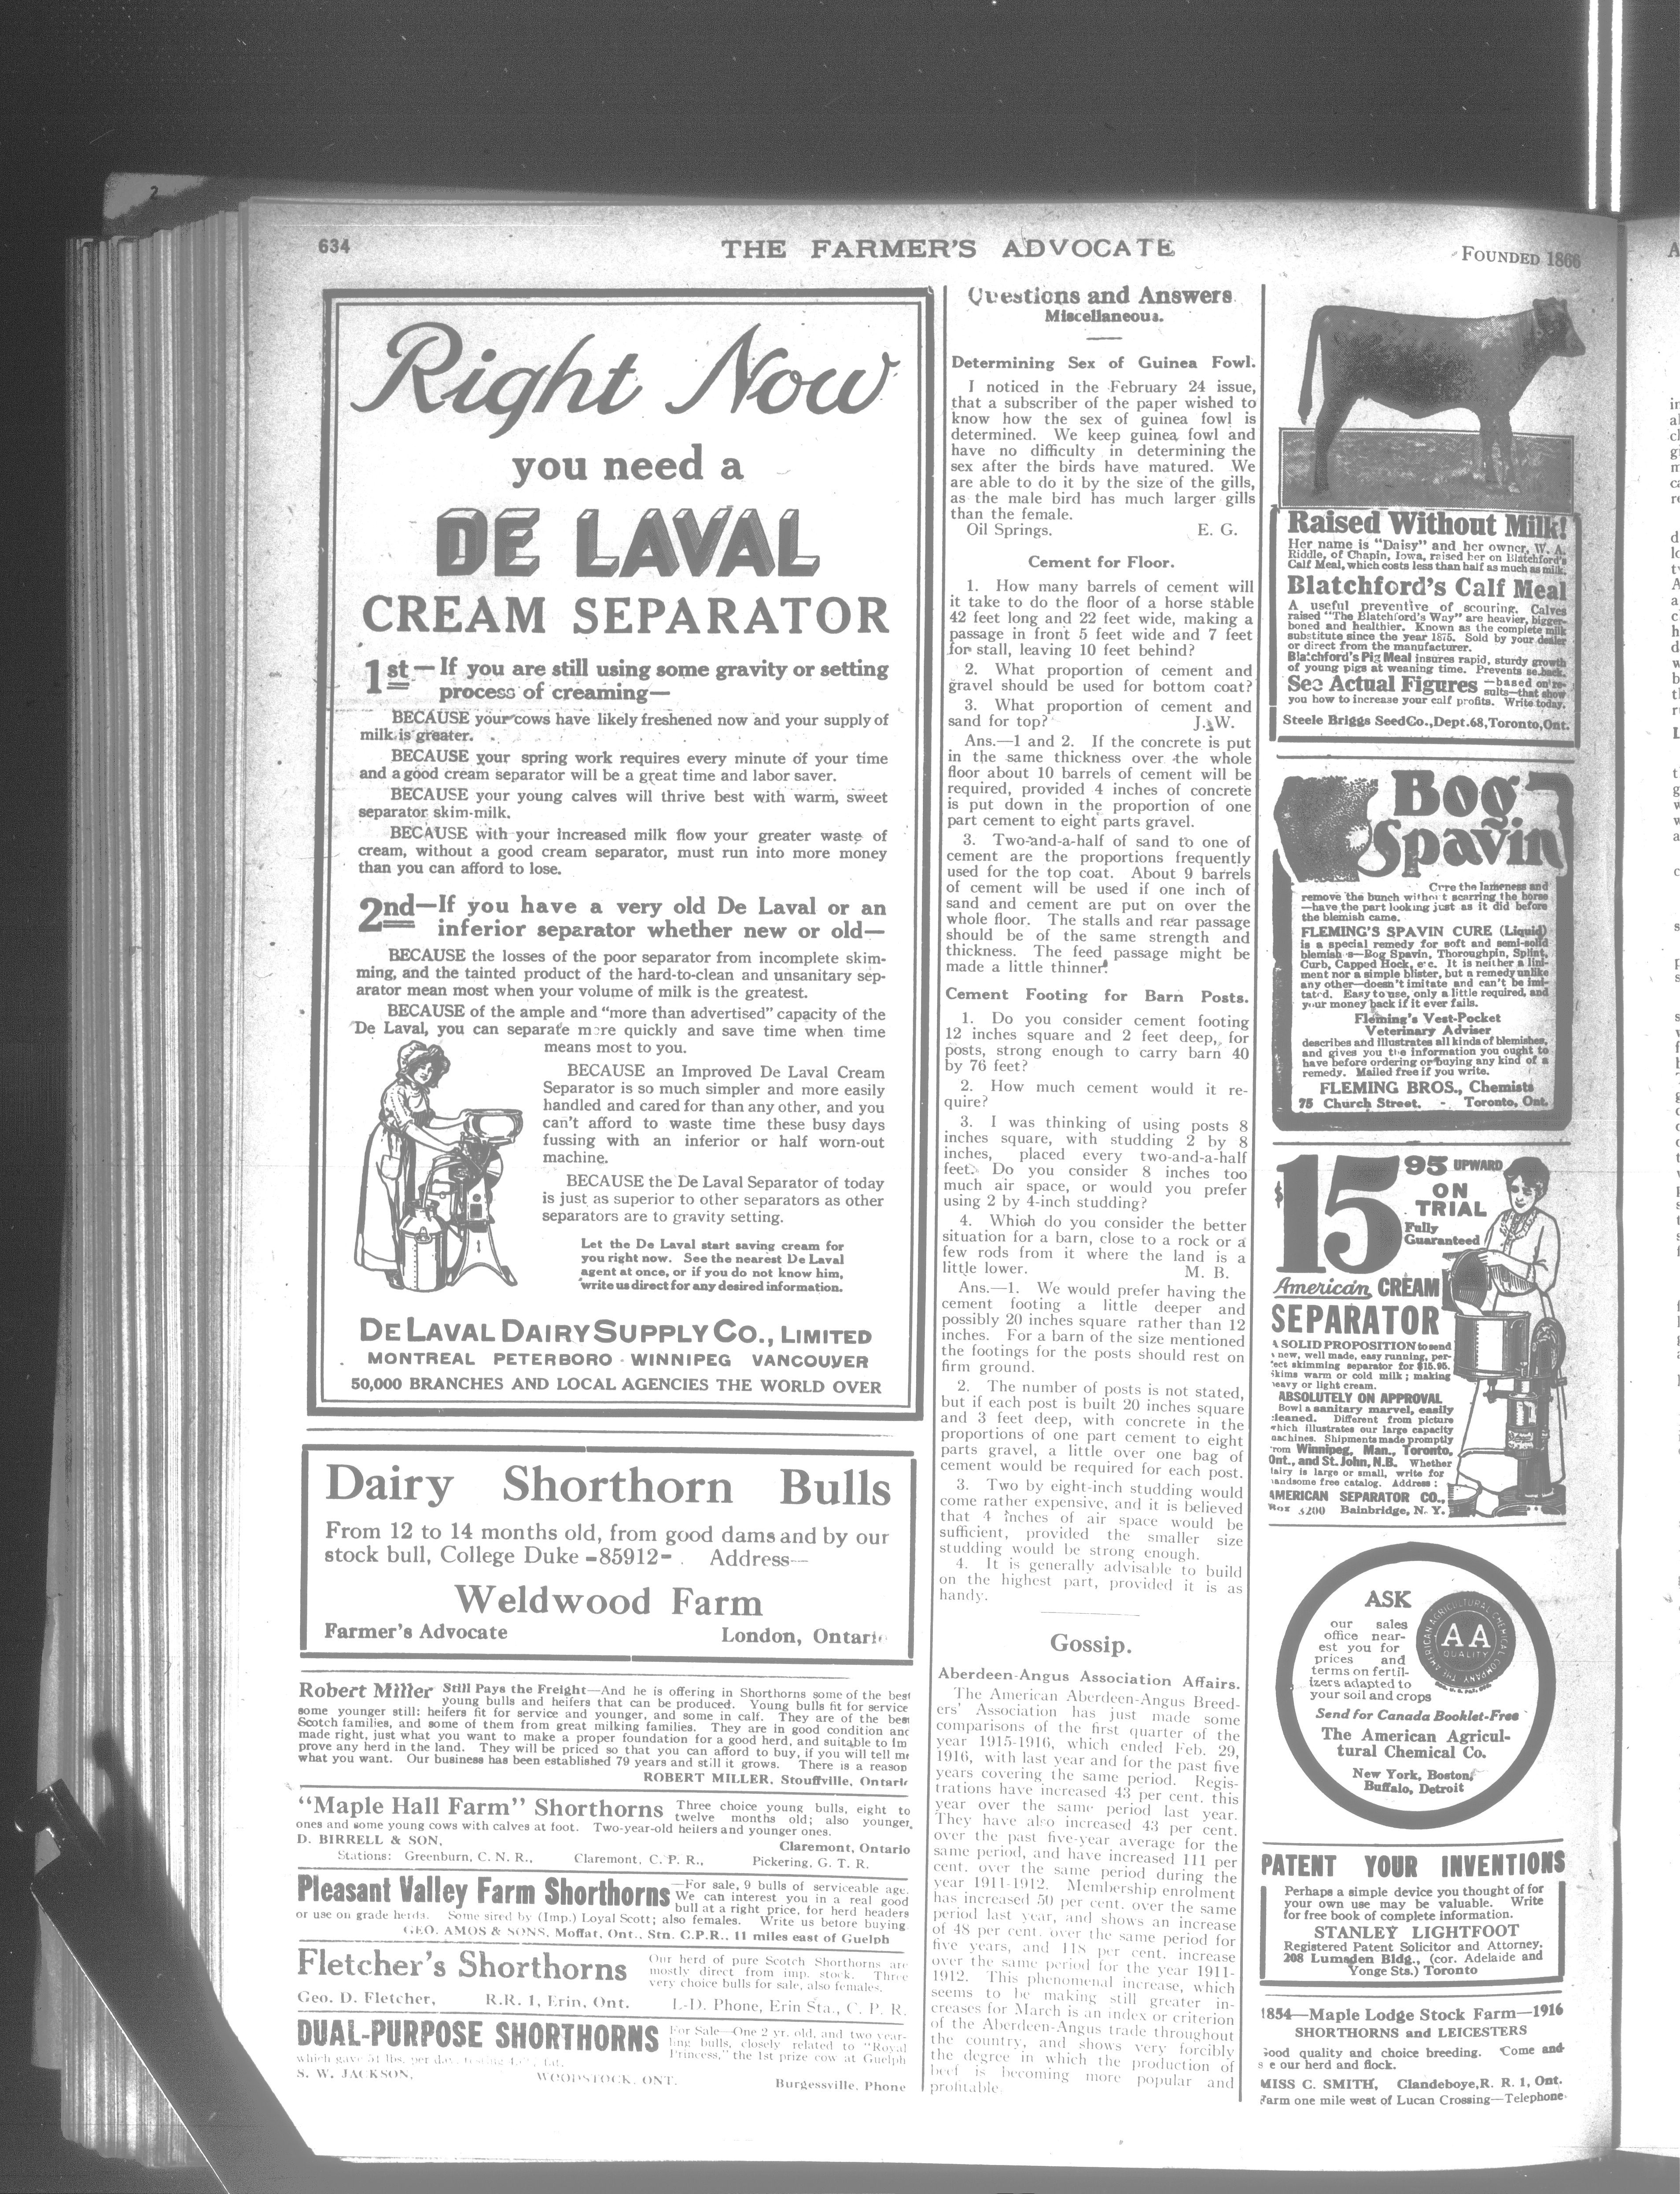 2
634
THE FARMER'S ADVOCATE
FOUNDED 1866
Right Now
you need a
DE LAVAL
CREAM SEPARATOR
1st—If you are still using some gravity or setting
process of creaming—
BECAUSE your cows have likely freshened now and your supply of
milk is greater.
BECAUSE your spring work requires every minute of your time
and a good cream separator will be a great time and labor saver.
BECAUSE your young calves will thrive best with warm, sweet
separator skim-milk.
BECAUSE with your increased milk flow your greater waste of
cream, without a good cream separator, must run into more money
than you can afford to lose.
2nd—If you have a very old De Laval or an
inferior separator whether new or old—
BECAUSE the losses of the poor separator from incomplete skim-
ming, and the tainted product of the hard-to-clean and unsanitary sep-
arator mean most when your volume of milk is the greatest.
BECAUSE of the ample and "more than advertised" capacity of the
De Laval, you can separate more quickly and save time when time
means most to you.
BECAUSE an Improved De Laval Cream
Separator is so much simpler and more easily
handled and cared for than any other, and you
can't afford to waste time these busy days
fussing with an inferior or half worn-out
machine.
BECAUSE the De Laval Separator of today
is just as superior to other separators as other
separators are to gravity setting.
Let the De Laval start saving cream for
you right now. See the nearest De Laval
agent at once, or if you do not know him,
write us direct for any desired information.
DE LAVAL DAIRY SUPPLY CO., LIMITED
MONTREAL PETERBORO WINNIPEG VANCOUVER
50,000 BRANCHES AND LOCAL AGENCIES THE WORLD OVER
Dairy Shorthorn Bulls
From 12 to 14 months old, from good dams and by our
stock bull, College Duke =85912= . Address—
Weldwood Farm
Farmer's Advocate London, Ontario
Robert Miller Still Pays the Freight—And he is offering in Shorthorns some of the best
young bulls and heifers that can be produced. Young bulls fit for service
some younger still: heifers fit for service and younger, and some in calf. They are of the best
Scotch families, and some of them from great milking families. They are in good condition and
made right, just what you want to make a proper foundation for a good herd, and suitable to im
prove any herd in the land. They will be priced so that you can afford to buy, if you will tell me
what you want. Our business has been established 79 years and still it grows. There is a reason
ROBERT MILLER, Stouffville, Ontario
"Maple Hall Farm" Shorthorns Three choice young bulls, eight to
twelve months old; also younger
ones and some young cows with calves at foot. Two-year-old heifers and younger ones.
D. BIRRELL & SON, Claremont, Ontario
Stations: Greenburn, C. N. R., Claremont, C. P. R., Pickering, G. T. R.
Pleasant Valley Farm Shorthorns—For sale, 9 bulls of serviceable age.
We can interest you in a real good
bull at a right price, for herd headers
or use on grade herds. Some sired by (Imp.) Loyal Scott; also females. Write us before buying
GEO. AMOS & SONS, Moffat, Ont., Stn. C.P.R., 11 miles east of Guelph
Fletcher's Shorthorns Our herd of pure Scotch Shorthorns are
mostly direct from imp. stock. Three
very choice bulls for sale, also females.
Geo. D. Fletcher, R.R. 1, Erin, Ont. L-D. Phone, Erin Sta., C. P. R.
DUAL-PURPOSE SHORTHORNS For Sale—One 2 yr. old, and two year-
ling bulls, closely related to "Royal
Princess," the 1st prize cow at Guelph
which gave 51 lbs. per day, testing fat.
S. W. JACKSON, WOODSTOCK, ONT. Burgessville, Phone
Questions and Answers.
Miscellaneous.
Determining Sex of Guinea Fowl.
I noticed in the February 24 issue,
that a subscriber of the paper wished to
know how the sex of guinea fowl is
determined. We keep guinea fowl and
have no difficulty in determining the
sex after the birds have matured. We
are able to do it by the size of the gills,
as the male bird has much larger gills
than the female.
Oil Springs. E. G.
Cement for Floor.
1. How many barrels of cement will
it take to do the floor of a horse stable
42 feet long and 22 feet wide, making a
passage in front 5 feet wide and 7 feet
for stall, leaving 10 feet behind?
2. What proportion of cement and
gravel should be used for bottom coat?
3. What proportion of cement and
sand for top? J. W.
Ans.—1 and 2. If the concrete is put
in the same thickness over the whole
floor about 10 barrels of cement will be
required, provided 4 inches of concrete
is put down in the proportion of one
part cement to eight parts gravel.
3. Two-and-a-half of sand to one of
cement are the proportions frequently
used for the top coat. About 9 barrels
of cement will be used if one inch of
sand and cement are put on over the
whole floor. The stalls and rear passage
should be of the same strength and
thickness. The feed passage might be
made a little thinner.
Cement Footing for Barn Posts.
1. Do you consider cement footing
12 inches square and 2 feet deep, for
posts, strong enough to carry barn 40
by 76 feet?
2. How much cement would it re-
quire?
3. I was thinking of using posts 8
inches square, with studding 2 by 8
inches, placed every two-and-a-half
feet. Do you consider 8 inches too
much air space, or would you prefer
using 2 by 4-inch studding?
4. Which do you consider the better
situation for a barn, close to a rock or a
few rods from it where the land is a
little lower. M. B.
Ans.—1. We would prefer having the
cement footing a little deeper and
possibly 20 inches square rather than 12
inches. For a barn of the size mentioned
the footings for the posts should rest on
firm ground.
2. The number of posts is not stated,
but if each post is built 20 inches square
and 3 feet deep, with concrete in the
proportions of one part cement to eight
parts gravel, a little over one bag of
cement would be required for each post.
3. Two by eight-inch studding would
come rather expensive, and it is believed
that 4 inches of air space would be
sufficient, provided the smaller size
studding would be strong enough.
4. It is generally advisable to build
on the highest part, provided it is as
handy.
Gossip.
Aberdeen-Angus Association Affairs.
The American Aberdeen-Angus Breed-
ers' Association has just made some
comparisons of the first quarter of the
year 1915-1916, which ended Feb. 29,
1916, with last year and for the past five
years covering the same period. Regis-
trations have increased 43 per cent. this
year over the same period last year.
They have also increased 43 per cent.
over the past five-year average for the
same period, and have increased 111 per
cent. over the same period during the
year 1911-1912. Membership enrolment
has increased 50 per cent. over the same
period last year, and shows an increase
of 48 per cent. over the same period for
five years, and 118 per cent. increase
over the same period for the year 1911-
1912. This phenomenal increase, which
seems to be making still greater in-
creases for March is an index or criterion
of the Aberdeen-Angus trade throughout
the country, and shows very forcibly
the degree in which the production of
beef is becoming more popular and
profitable.
Raised Without Milk!
Her name is "Daisy" and her owner, W. A.
Riddle, of Chapin, Iowa, raised her on Blatchford's
Calf Meal, which costs less than half as much as milk.
Blatchford's Calf Meal
A useful preventive of scouring. Calves
raised "The Blatchford's Way" are heavier, bigger-
boned and healthier. Known as the complete milk
substitute since the year 1875. Sold by your dealer
or direct from the manufacturer.
Blatchford's Pig Meal insures rapid, sturdy growth
of young pigs at weaning time. Prevents setback.
See Actual Figures —based on re-
sults—that show
you how to increase your calf profits. Write today.
Steele Briggs Seed Co., Dept. 68, Toronto, Ont.
Bog
Spavin
Cure the lameness and
remove the bunch without scarring the horse
—have the part looking just as it did before
the blemish came.
FLEMING'S SPAVIN CURE (Liquid)
is a special remedy for soft and semi-solid
blemishes—Bog Spavin, Thoroughpin, Splint,
Curb, Capped Hock, etc. It is neither a lini-
ment nor a simple blister, but a remedy unlike
any other—doesn't imitate and can't be imi-
tated. Easy to use, only a little required, and
your money back if it ever fails.
Fleming's Vest-Pocket
Veterinary Adviser
describes and illustrates all kinds of blemishes,
and gives you the information you ought to
have before ordering or buying any kind of a
remedy. Mailed free if you write.
FLEMING BROS., Chemists
75 Church Street, - Toronto, Ont.
$15 95 UPWARD
ON
TRIAL
Fully
Guaranteed
American CREAM
SEPARATOR
A SOLID PROPOSITION to send
new, well made, easy running, per-
fect skimming separator for $15.95.
Skims warm or cold milk; making
heavy or light cream.
ABSOLUTELY ON APPROVAL
Bowl a sanitary marvel, easily
cleaned. Different from picture
which illustrates our large capacity
machines. Shipments made promptly
from Winnipeg, Man., Toronto,
Ont., and St. John, N.B. Whether
dairy is large or small, write for
handsome free catalog. Address:
AMERICAN SEPARATOR CO.,
Box 3200 Bainbridge, N. Y.
ASK
our sales
office near-
est you for
prices and
terms on fertil-
izers adapted to
your soil and crops
THE AMERICAN AGRICULTURAL CHEMICAL COMPANY
AA
QUALITY
Send for Canada Booklet-Free
The American Agricul-
tural Chemical Co.
New York, Boston,
Buffalo, Detroit
PATENT YOUR INVENTIONS
Perhaps a simple device you thought of for
your own use may be valuable. Write
for free book of complete information.
STANLEY LIGHTFOOT
Registered Patent Solicitor and Attorney.
208 Lumsden Bldg., (cor. Adelaide and
Yonge Sts.) Toronto
1854—Maple Lodge Stock Farm—1916
SHORTHORNS and LEICESTERS
Good quality and choice breeding. Come and
see our herd and flock.
MISS C. SMITH, Clandeboye, R. R. 1, Ont.
Farm one mile west of Lucan Crossing—Telephone